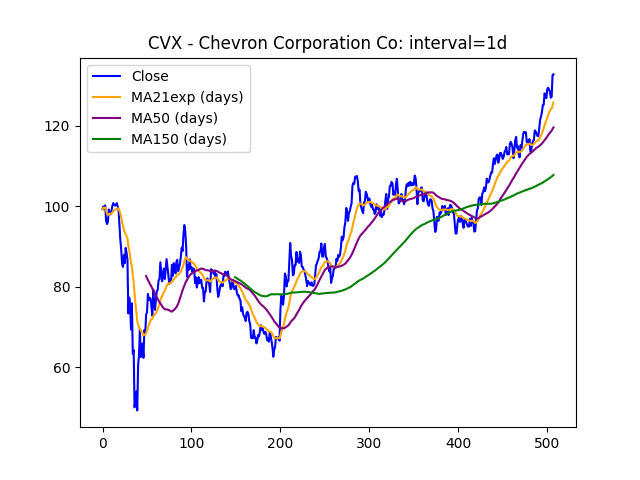 CVX - Chevron Corporation Co: interval=1d
Close
MA21exp (days)
MA50 (days)
MA150 (days)
120
100
80
60
0 100 200 300 400 500